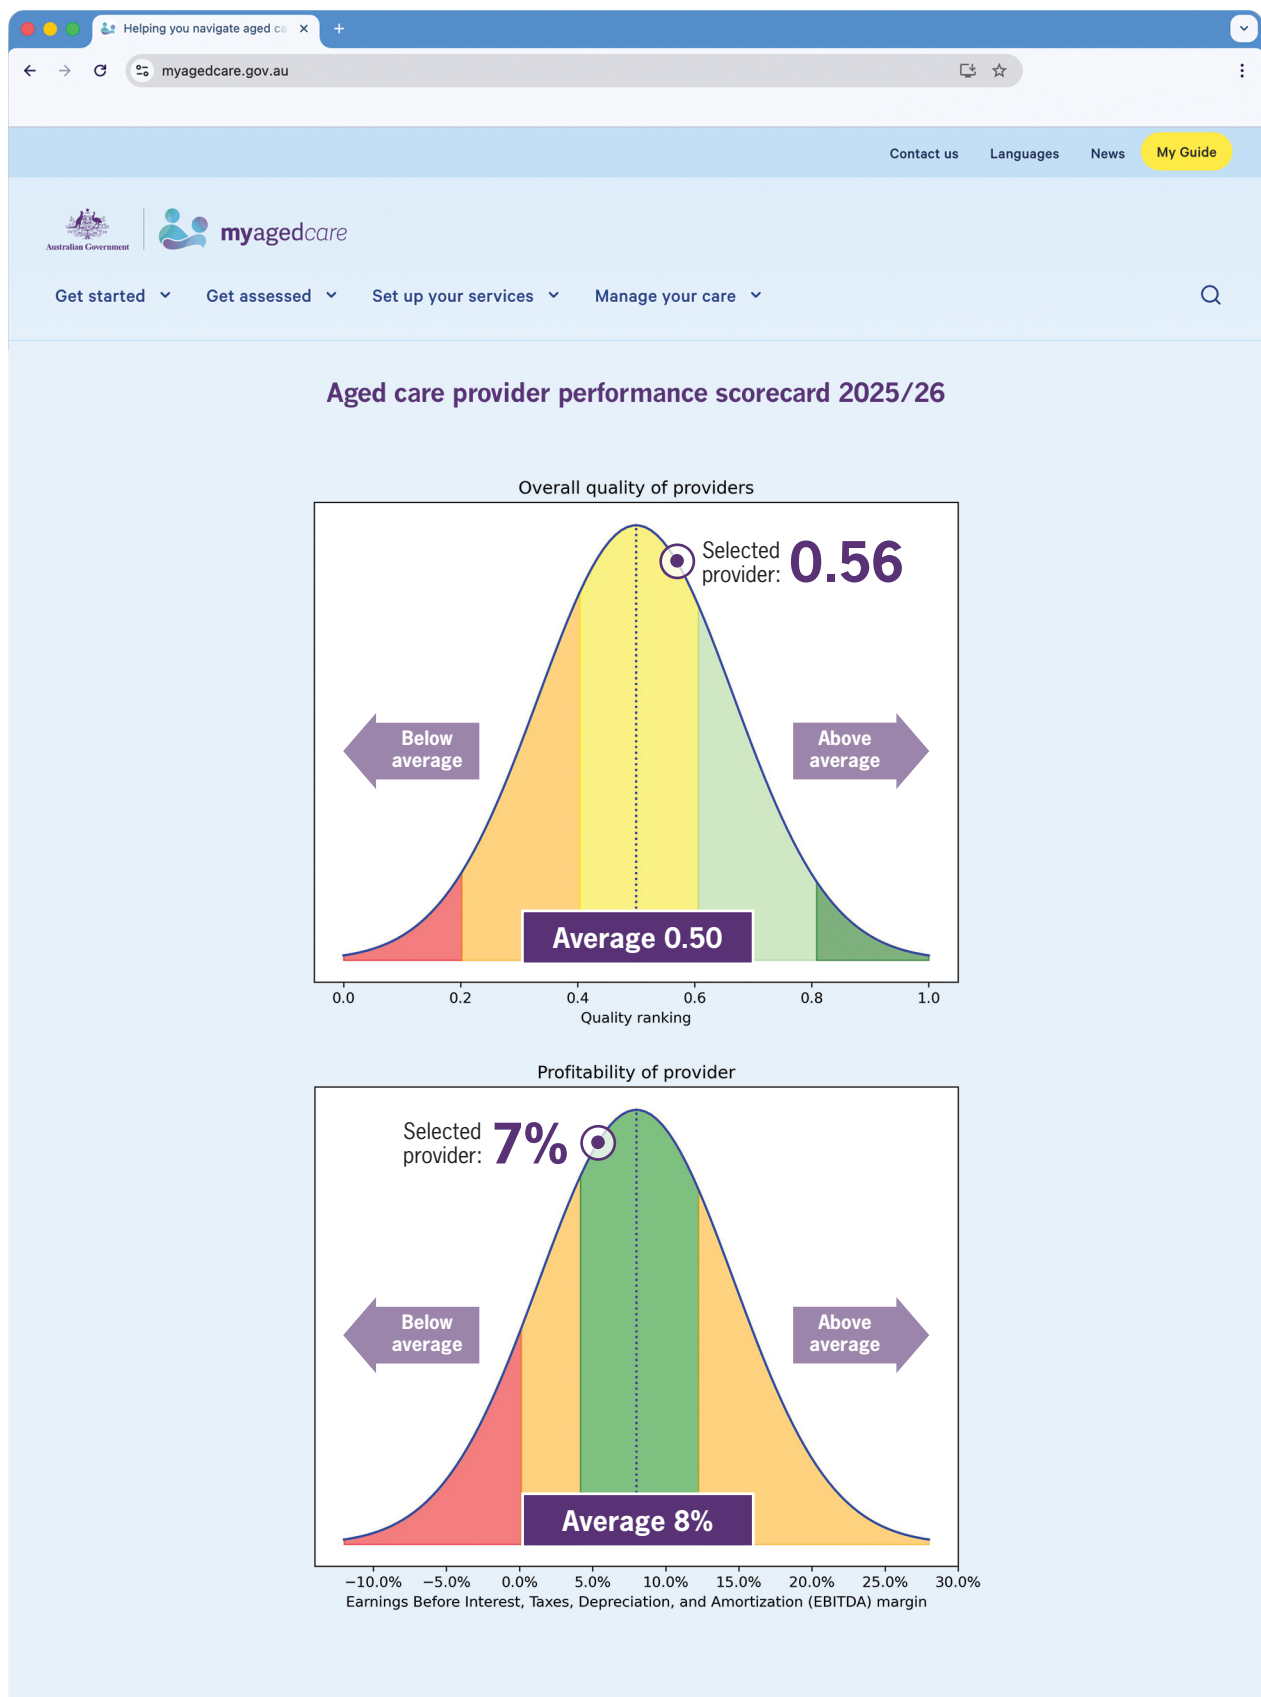 Helping you navigate aged ca
myagedcare.gov.au
Contact us
Languages
News
My Guide
Australian Government
myagedcare
Get started
Get assessed
Set up your services
Manage your care
Aged care provider performance scorecard 2025/26
Overall quality of providers
Selected
provider:
0.56
Below
average
Above
average
Average 0.50
0.0
0.2
0.4
0.6
0.8
1.0
Quality ranking
Profitability of provider
Selected
provider:
7%
Below
average
Above
average
Average 8%
−10.0%
−5.0%
0.0%
5.0%
10.0%
15.0%
20.0%
25.0%
30.0%
Earnings Before Interest, Taxes, Depreciation, and Amortization (EBITDA) margin